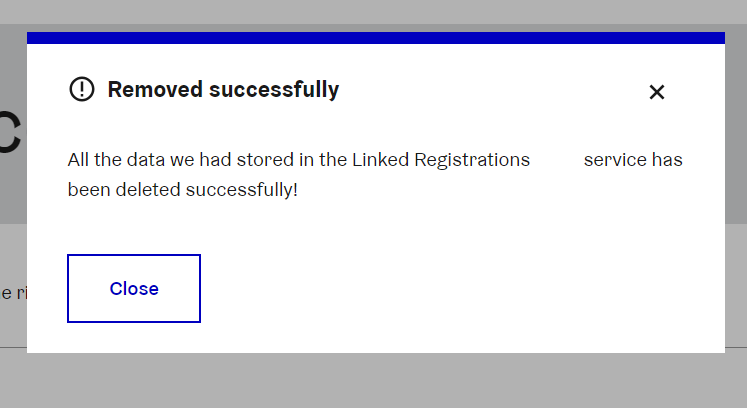 C
Removed successfully
All the data we had stored in the Linked Registrations service has
been deleted successfully!
e ri
Close